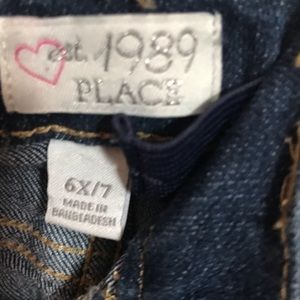 est. 1989
PLACE
6X/7
MADE IN
BANGLADESH